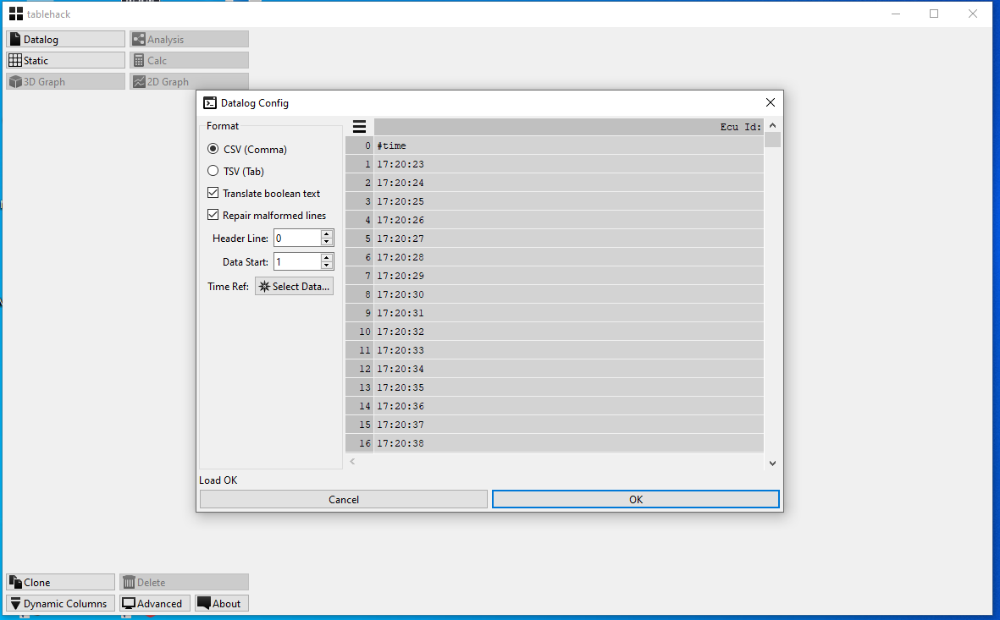 tablehack
Datalog
Analysis
Static
Calc
3D Graph
2D Graph
Datalog Config
Format
CSV (Comma)
TSV (Tab)
Translate boolean text
Repair malformed lines
Header Line: 0
Data Start: 1
Time Ref: Select Data...
Ecu Id:
0 #time
1 17:20:23
2 17:20:24
3 17:20:25
4 17:20:26
5 17:20:27
6 17:20:28
7 17:20:29
8 17:20:30
9 17:20:31
10 17:20:32
11 17:20:33
12 17:20:34
13 17:20:35
14 17:20:36
15 17:20:37
16 17:20:38
Load OK
Cancel
OK
Clone
Delete
Dynamic Columns
Advanced
About